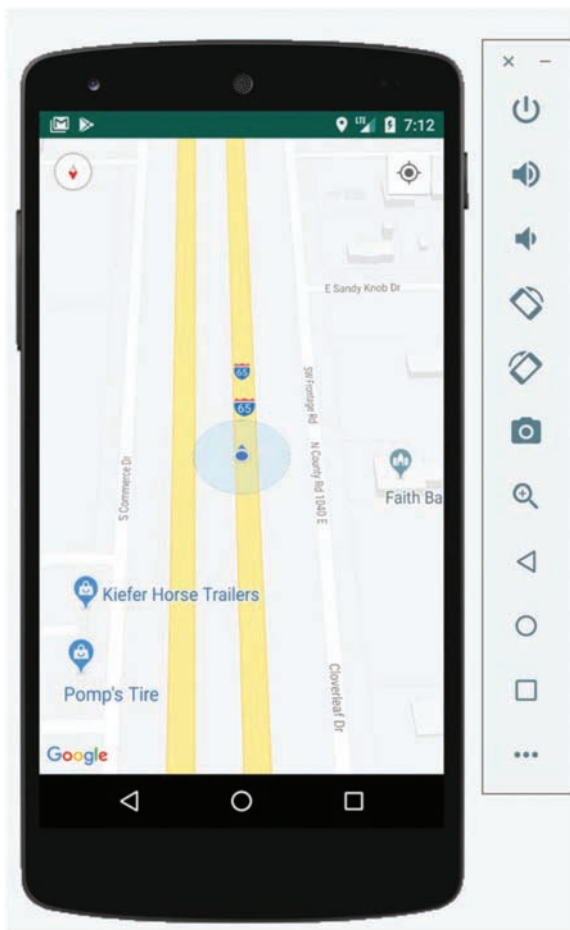 LTE 7:12
E Sandy Knob Dr
65
65
SW Frontage Rd
N County Rd 1040 E
S Commerce Dr
Faith Ba
Kiefer Horse Trailers
Pomp's Tire
Cloverleaf Dr
Google